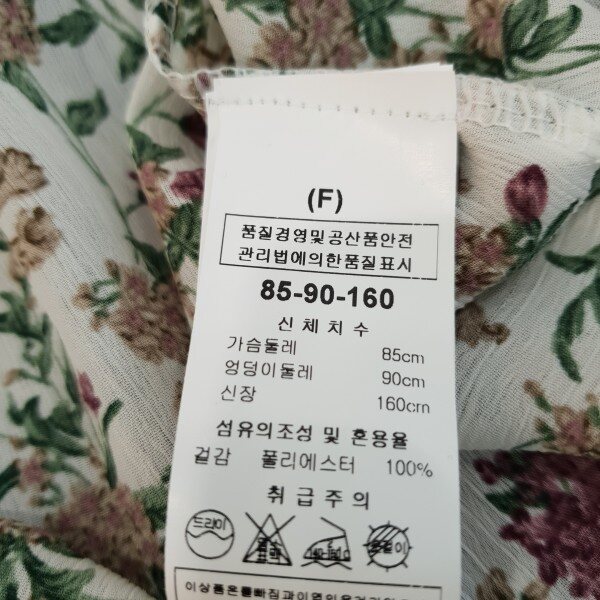 (F)
품질경영및공산품안전
관리법에의한품질표시
85-90-160
신체치수
가슴둘레 85cm
엉덩이둘레 90cm
신장 160cm
섬유의조성 및 혼용율
겉감 폴리에스터 100%
취급주의
드라이